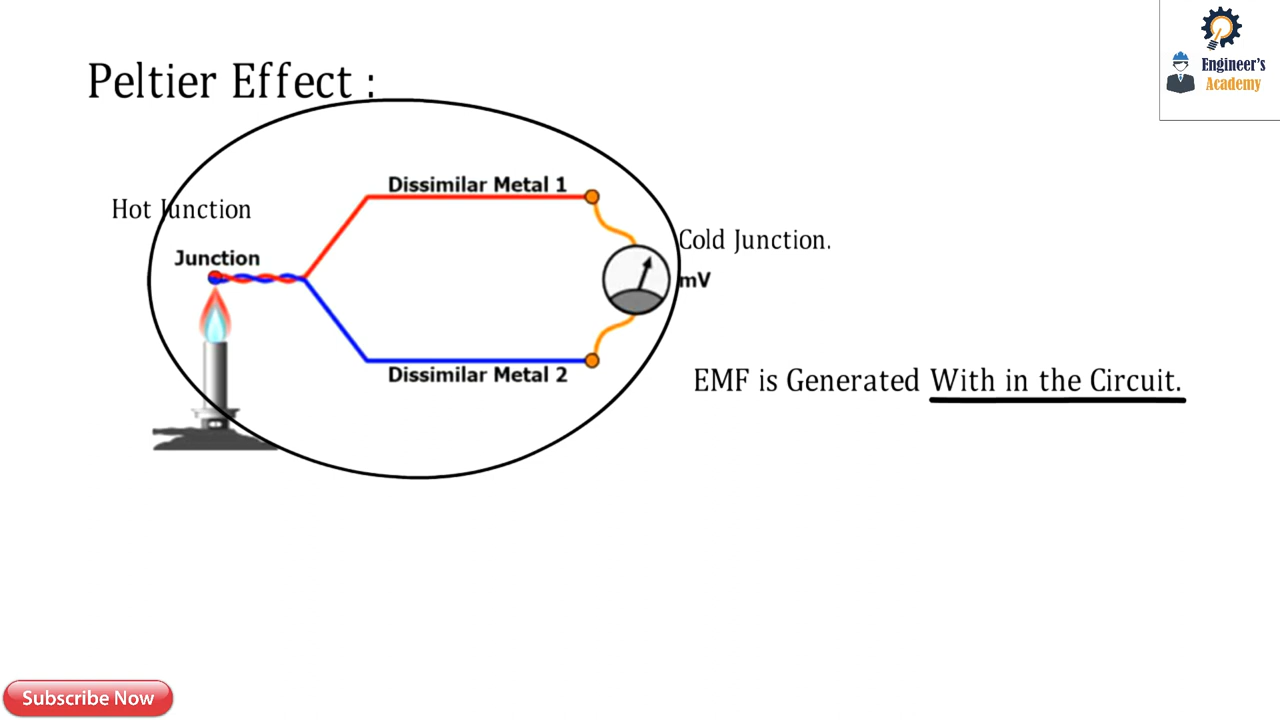 Engineer's
Academy
Peltier Effect :
Dissimilar Metal 1
Hot Junction
Cold Junction.
Junction
mV
Dissimilar Metal 2
EMF is Generated With in the Circuit.
Subscribe Now